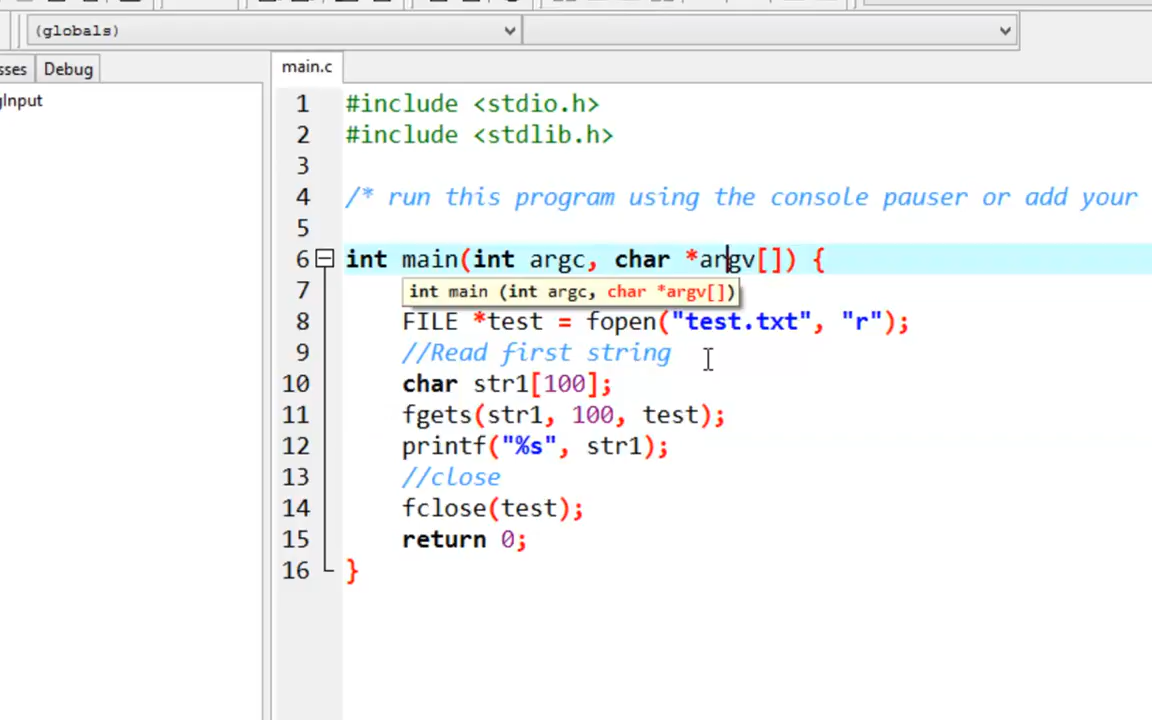 (globals)
sses Debug
main.c
gInput
1 #include <stdio.h>
2 #include <stdlib.h>
3
4 /* run this program using the console pauser or add your
5
6 int main(int argc, char *argv[]) {
7 int main (int argc, char *argv[])
8 FILE *test = fopen("test.txt", "r");
9 //Read first string
10 char str1[100];
11 fgets(str1, 100, test);
12 printf("%s", str1);
13 //close
14 fclose(test);
15 return 0;
16 }